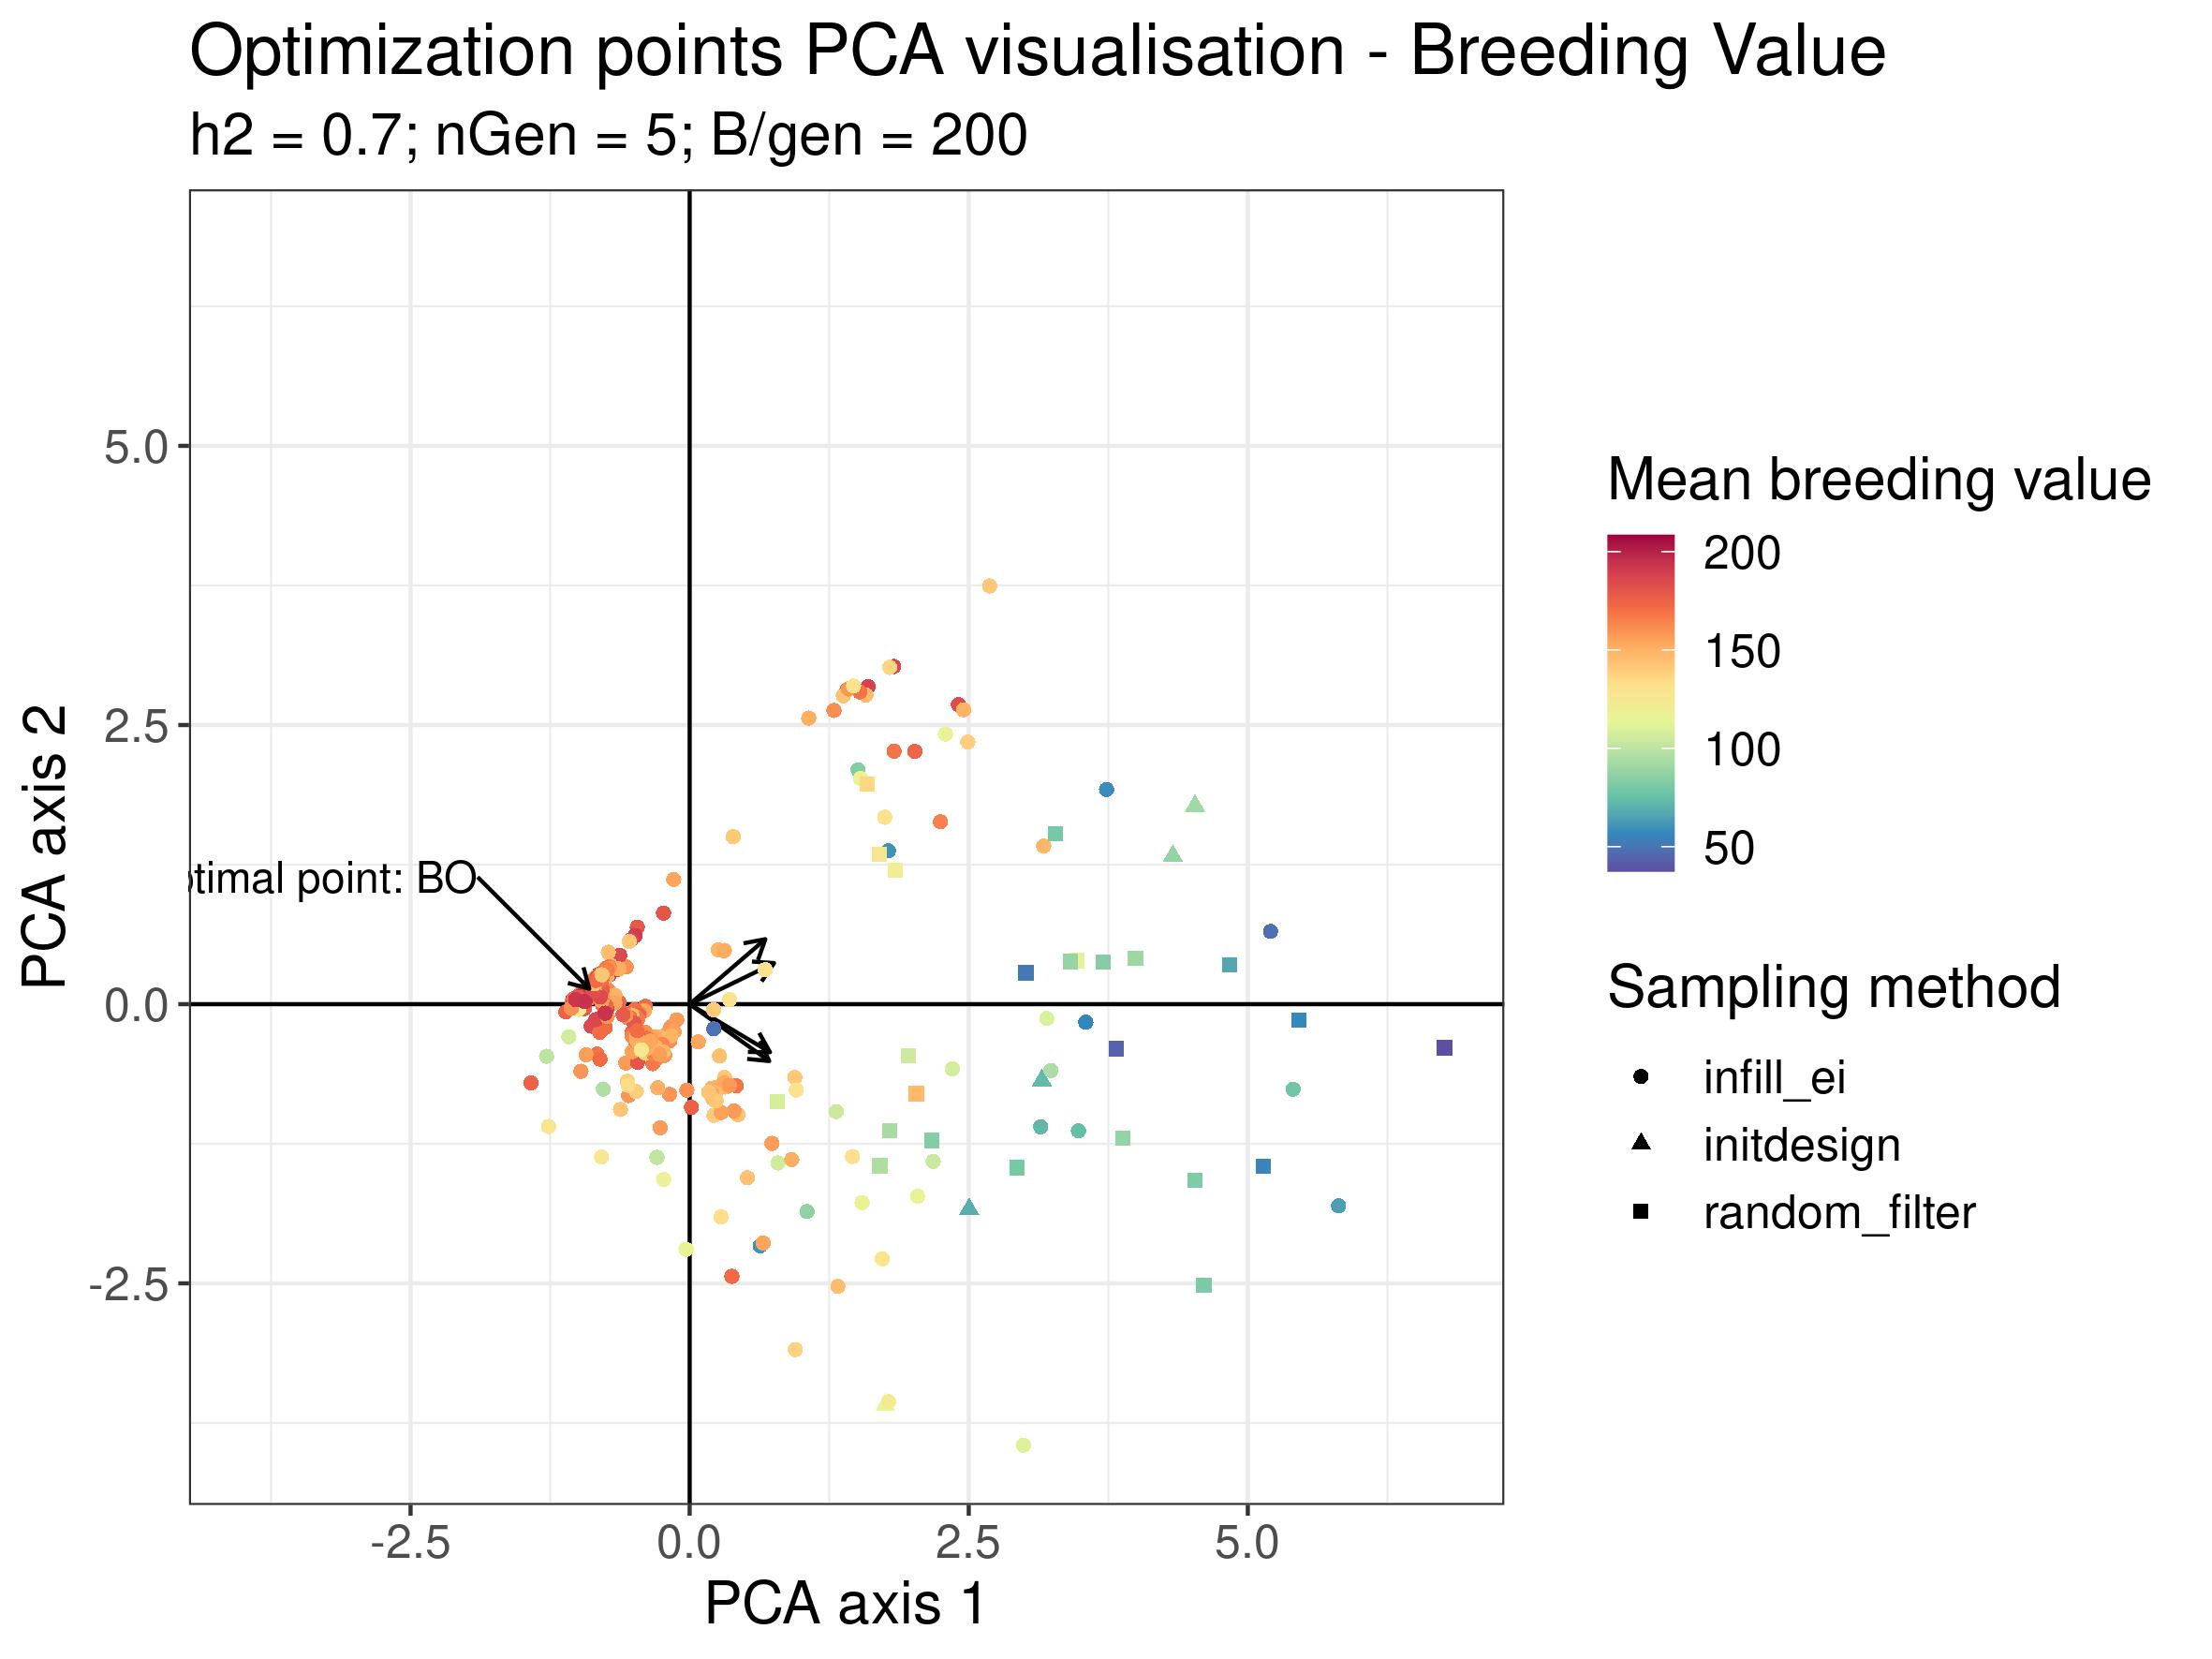 Optimization points PCA visualisation - Breeding Value
h2 = 0.7; nGen = 5; B/gen = 200
PCA axis 2
5.0
2.5
0.0
-2.5
timal point: BO
-2.5
0.0
2.5
5.0
PCA axis 1
Mean breeding value
200
150
100
50
Sampling method
infill_ei
initdesign
random_filter